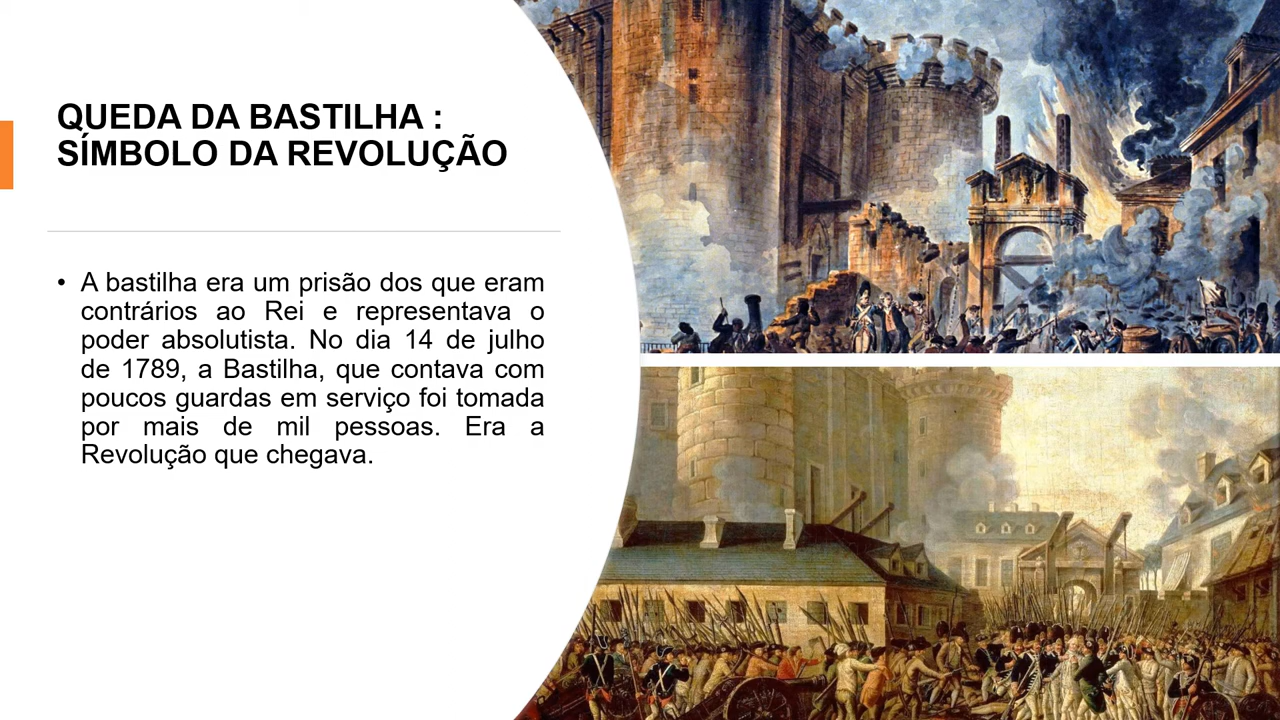 QUEDA DA BASTILHA :
SÍMBOLO DA REVOLUÇÃO
• A bastilha era um prisão dos que eram
contrários ao Rei e representava o
poder absolutista. No dia 14 de julho
de 1789, a Bastilha, que contava com
poucos guardas em serviço foi tomada
por mais de mil pessoas. Era a
Revolução que chegava.